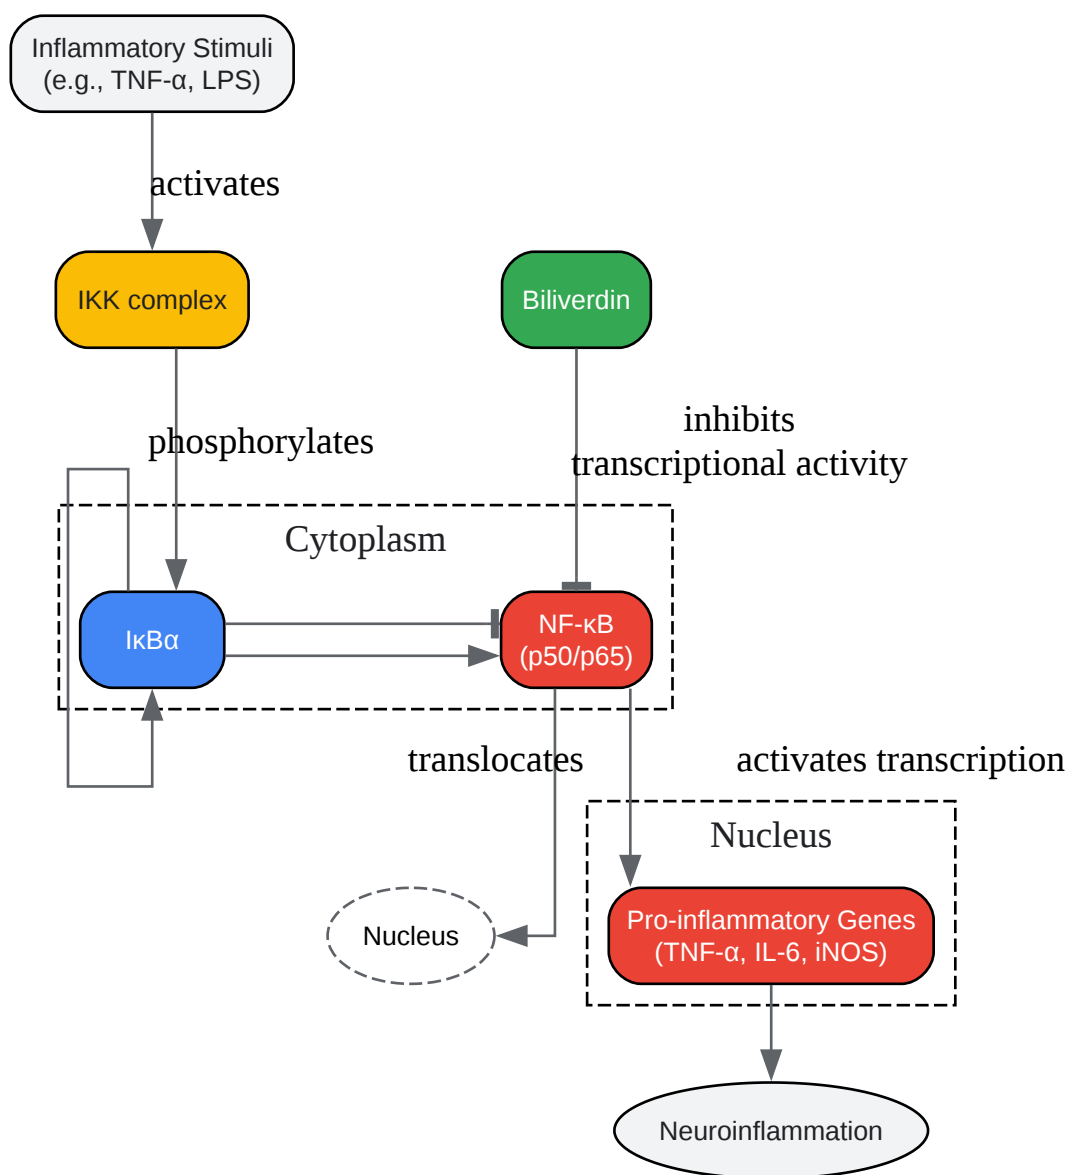 Inflammatory Stimuli
(e.g., TNF-α, LPS)
activates
IKK complex
Biliverdin
phosphorylates
inhibits
transcriptional activity
Cytoplasm
IκBα
NF-κB
(p50/p65)
translocates
activates transcription
Nucleus
Nucleus
Pro-inflammatory Genes
(TNF-α, IL-6, iNOS)
Neuroinflammation